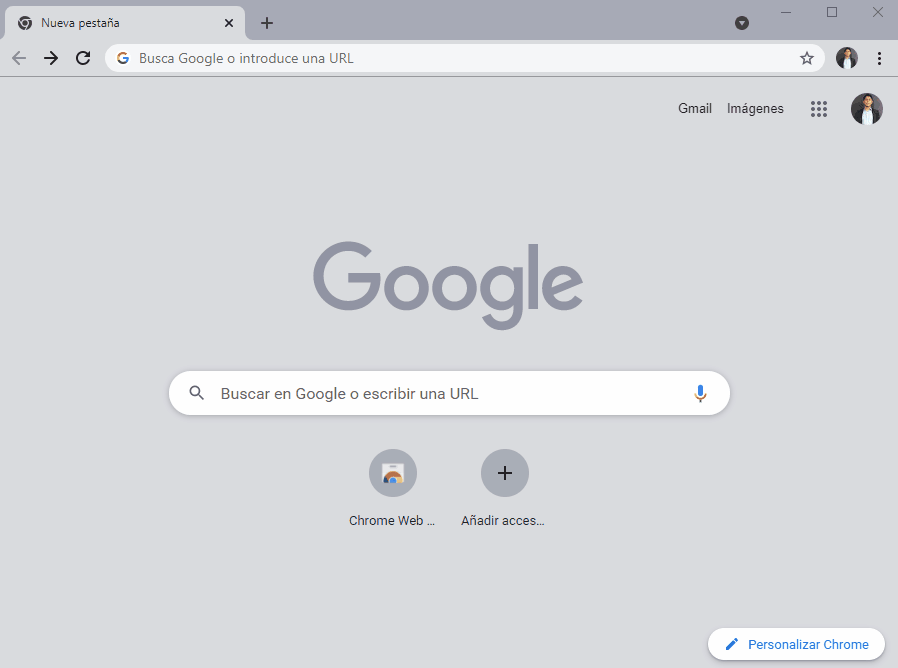 Nueva pestaña
Busca Google o introduce una URL
Gmail Imágenes
Google
Buscar en Google o escribir una URL
Chrome Web ... Añadir acces...
Personalizar Chrome